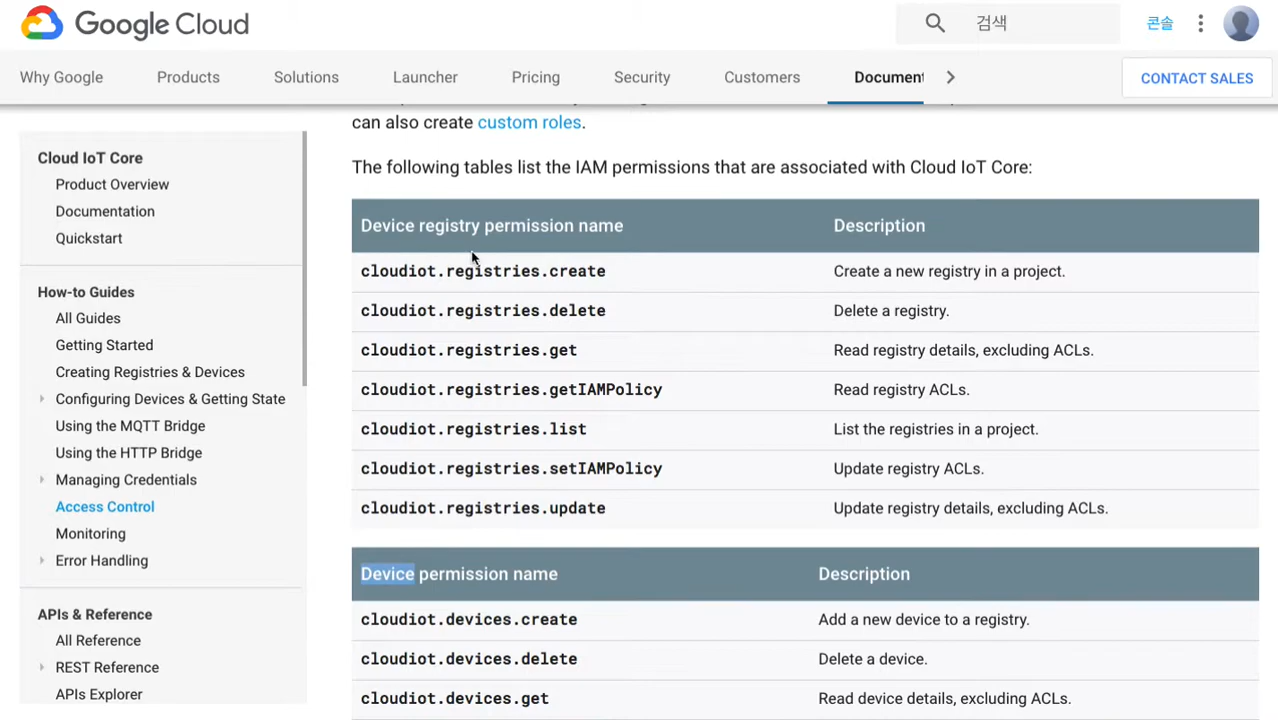 Google Cloud
검색
콘솔
Why Google
Products
Solutions
Launcher
Pricing
Security
Customers
Document
CONTACT SALES
Cloud IoT Core
Product Overview
Documentation
Quickstart
How-to Guides
All Guides
Getting Started
Creating Registries & Devices
Configuring Devices & Getting State
Using the MQTT Bridge
Using the HTTP Bridge
Managing Credentials
Access Control
Monitoring
Error Handling
APIs & Reference
All Reference
REST Reference
APIs Explorer
can also create custom roles.
The following tables list the IAM permissions that are associated with Cloud IoT Core:
Device registry permission name Description
cloudiot.registries.create Create a new registry in a project.
cloudiot.registries.delete Delete a registry.
cloudiot.registries.get Read registry details, excluding ACLs.
cloudiot.registries.getIAMPolicy Read registry ACLs.
cloudiot.registries.list List the registries in a project.
cloudiot.registries.setIAMPolicy Update registry ACLs.
cloudiot.registries.update Update registry details, excluding ACLs.
Device permission name Description
cloudiot.devices.create Add a new device to a registry.
cloudiot.devices.delete Delete a device.
cloudiot.devices.get Read device details, excluding ACLs.